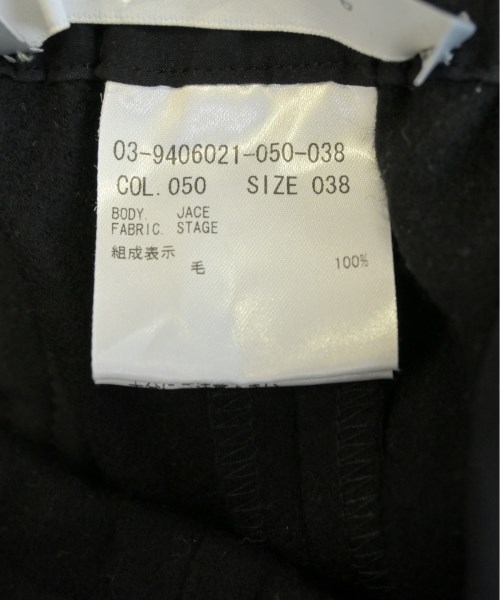 03-9406021-050-038
COL. 050 SIZE 038
BODY. JACE
FABRIC. STAGE
組成表示
毛 100%